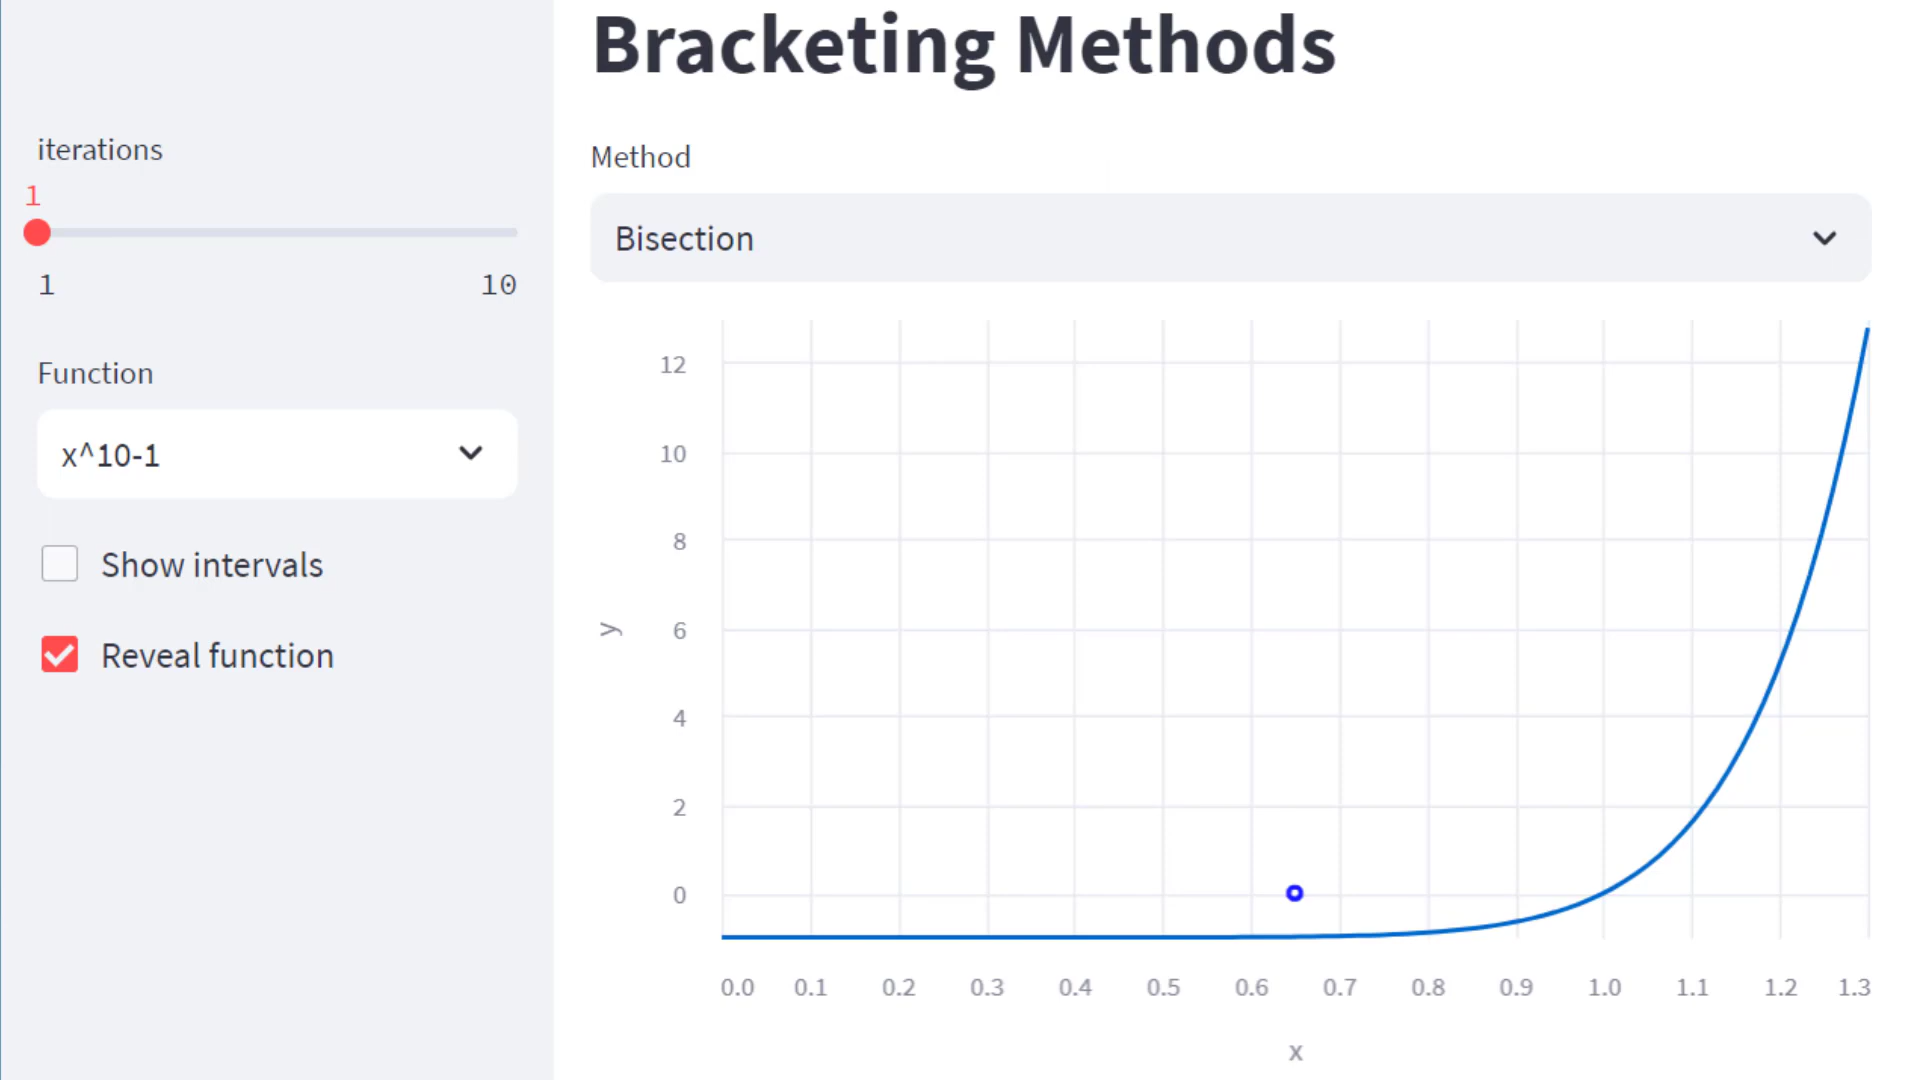 Bracketing Methods
iterations
1
1 10
Function
x^10-1
Show intervals
Reveal function
Method
Bisection
12
10
8
6
4
2
0
y
0.0 0.1 0.2 0.3 0.4 0.5 0.6 0.7 0.8 0.9 1.0 1.1 1.2 1.3
x